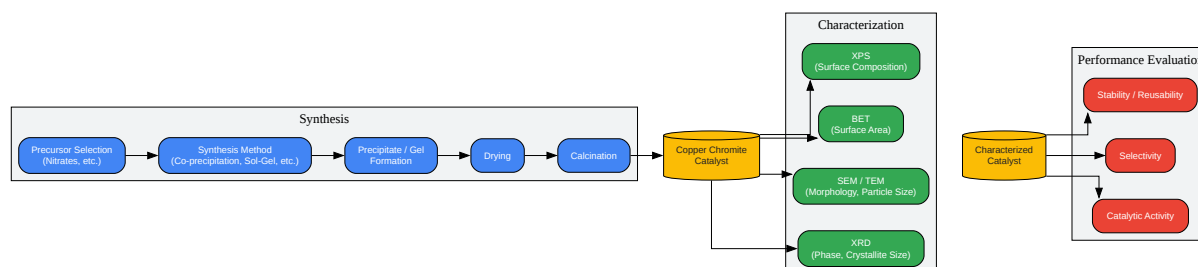 Synthesis
Precursor Selection
(Nitrates, etc.)
Synthesis Method
(Co-precipitation, Sol-Gel, etc.)
Precipitate / Gel
Formation
Drying
Calcination
Copper Chromite
Catalyst
Characterization
XPS
(Surface Composition)
BET
(Surface Area)
SEM / TEM
(Morphology, Particle Size)
XRD
(Phase, Crystallite Size)
Characterized
Catalyst
Performance Evaluation
Stability / Reusability
Selectivity
Catalytic Activity